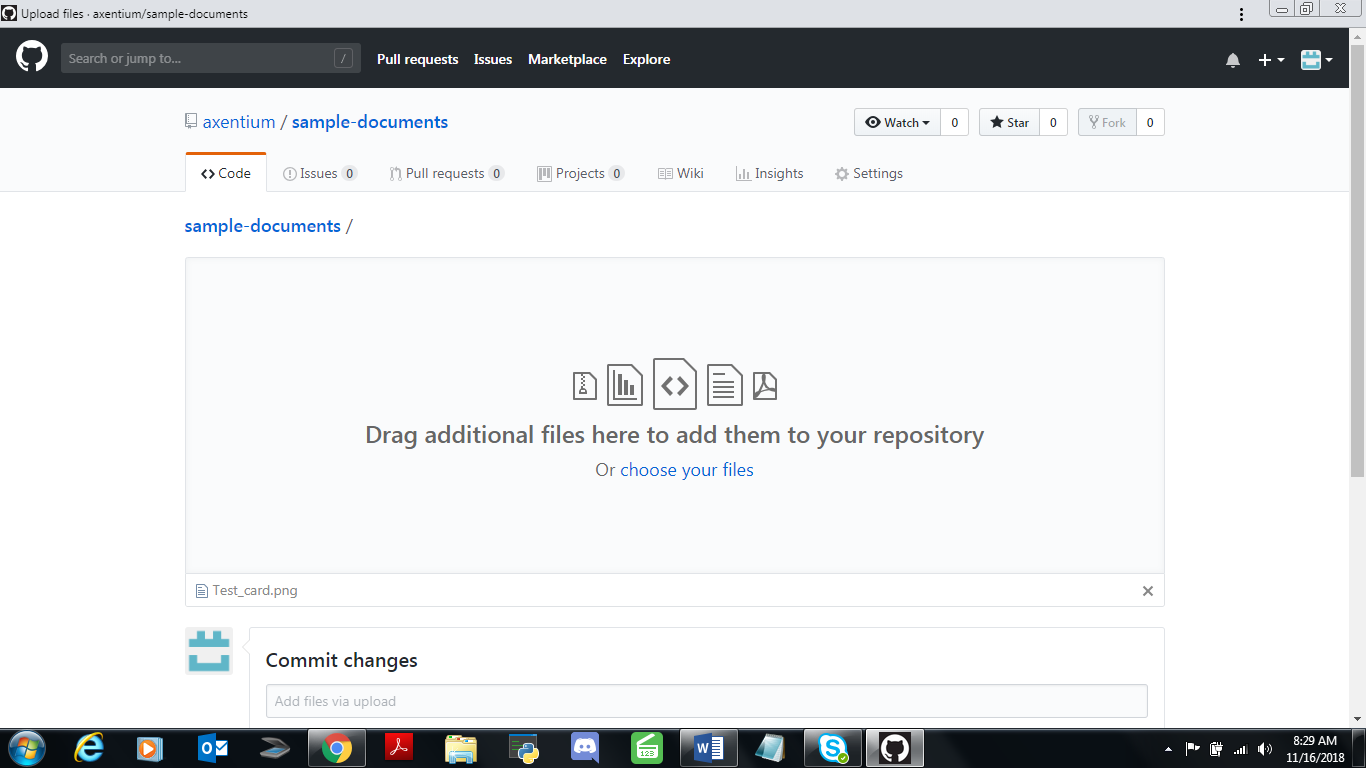 Upload files · axentium/sample-documents
Search or jump to... /
Pull requests Issues Marketplace Explore
axentium / sample-documents
Watch 0 Star 0 Fork 0
Code Issues 0 Pull requests 0 Projects 0 Wiki Insights Settings
sample-documents /
Drag additional files here to add them to your repository
Or choose your files
Test_card.png
Commit changes
Add files via upload
123
8:29 AM
11/16/2018